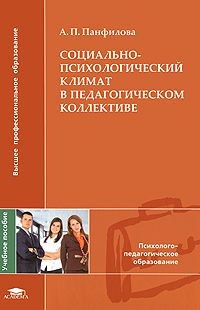 А. П. Панфилова
СОЦИАЛЬНО-
ПСИХОЛОГИЧЕСКИЙ
КЛИМАТ
В ПЕДАГОГИЧЕСКОМ
КОЛЛЕКТИВЕ
Высшее профессиональное образование
Учебное пособие
Психолого-
педагогическое
образование
ACADEMA